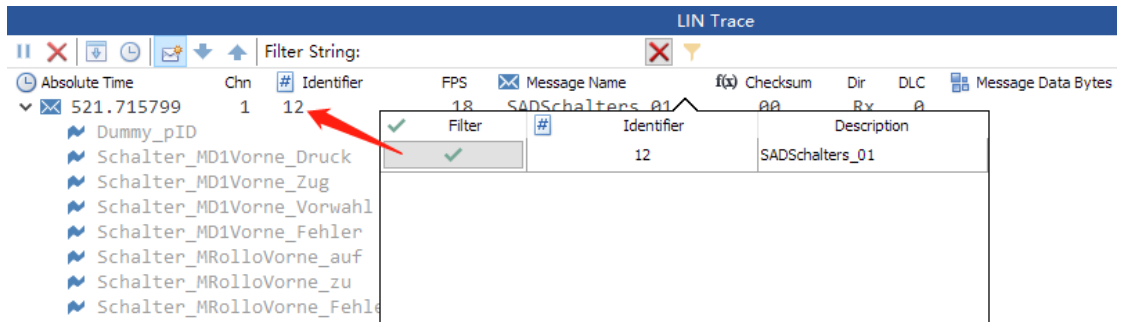 LIN Trace
Filter String:
Absolute Time Chn # Identifier FPS Message Name f(x) Checksum Dir DLC Message Data Bytes
521.715799 1 12 18 SADSchalters_01 00 Rx 0
Filter # Identifier Description
12 SADSchalters_01
Dummy_pID
Schalter_MD1Vorne_Druck
Schalter_MD1Vorne_Zug
Schalter_MD1Vorne_Vorwahl
Schalter_MD1Vorne_Fehler
Schalter_MRolloVorne_auf
Schalter_MRolloVorne_zu
Schalter_MRolloVorne_Fehle